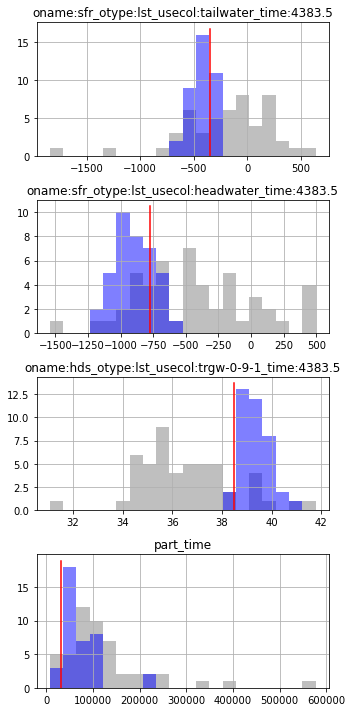 oname:sfr_otype:lst_usecol:tailwater_time:4383.5
15
10
5
0
−1500 −1000 −500 0 500
oname:sfr_otype:lst_usecol:headwater_time:4383.5
10
8
6
4
2
0
−1500 −1250 −1000 −750 −500 −250 0 250 500
oname:hds_otype:lst_usecol:trgw-0-9-1_time:4383.5
12.5
10.0
7.5
5.0
2.5
0.0
32 34 36 38 40 42
part_time
15
10
5
0
0 100000 200000 300000 400000 500000 600000